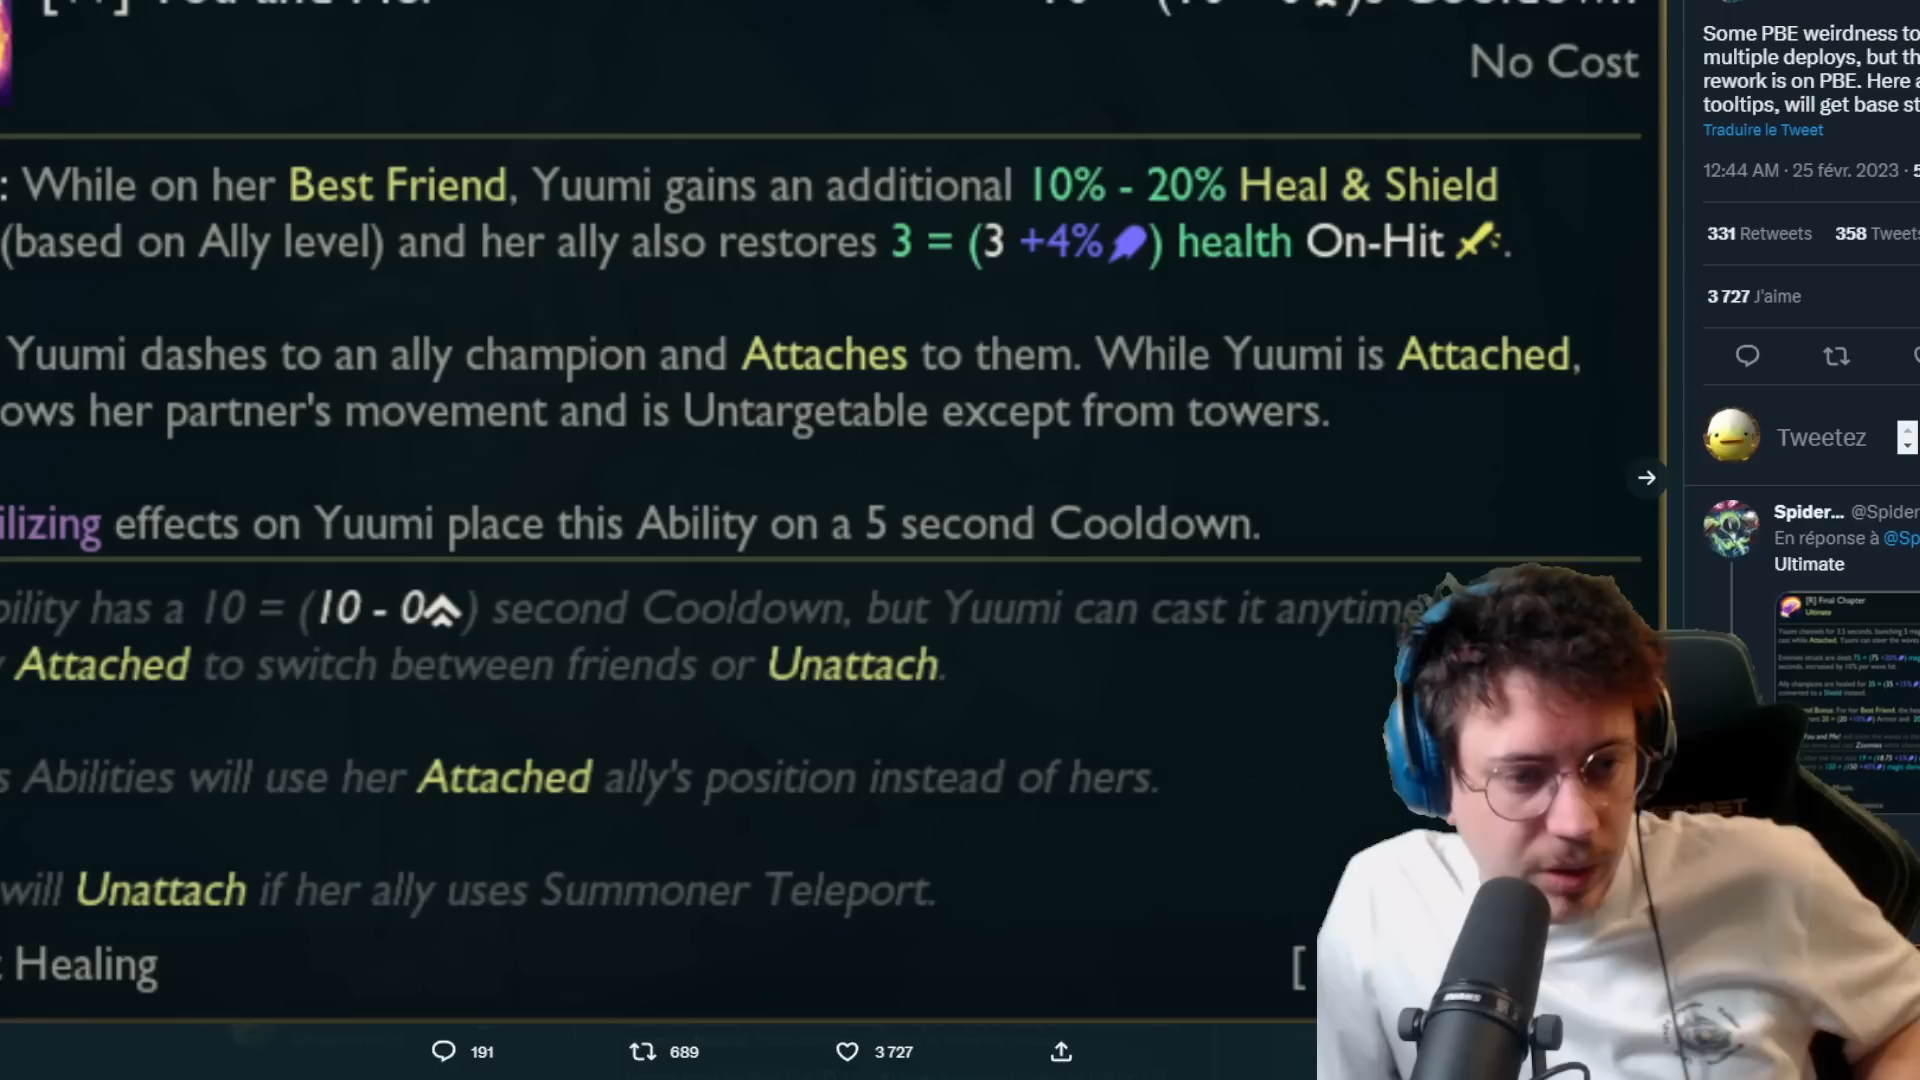 No Cost
: While on her Best Friend, Yuumi gains an additional 10% - 20% Heal & Shield
(based on Ally level) and her ally also restores 3 = (3 +4% ) health On-Hit .
Yuumi dashes to an ally champion and Attaches to them. While Yuumi is Attached,
ows her partner's movement and is Untargetable except from towers.
ilizing effects on Yuumi place this Ability on a 5 second Cooldown.
bility has a 10 = (10 - 0 ) second Cooldown, but Yuumi can cast it anytime
Attached to switch between friends or Unattach.
s Abilities will use her Attached ally's position instead of hers.
will Unattach if her ally uses Summoner Teleport.
: Healing
[
191
689
3 727
Some PBE weirdness to
multiple deploys, but th
rework is on PBE. Here a
tooltips, will get base st
Traduire le Tweet
12:44 AM · 25 févr. 2023 · 5
331 Retweets 358 Tweets
3 727 J'aime
Tweetez
Spider... @Spider
En réponse à @Sp
Ultimate
[R] Final Chapter
Ultimate